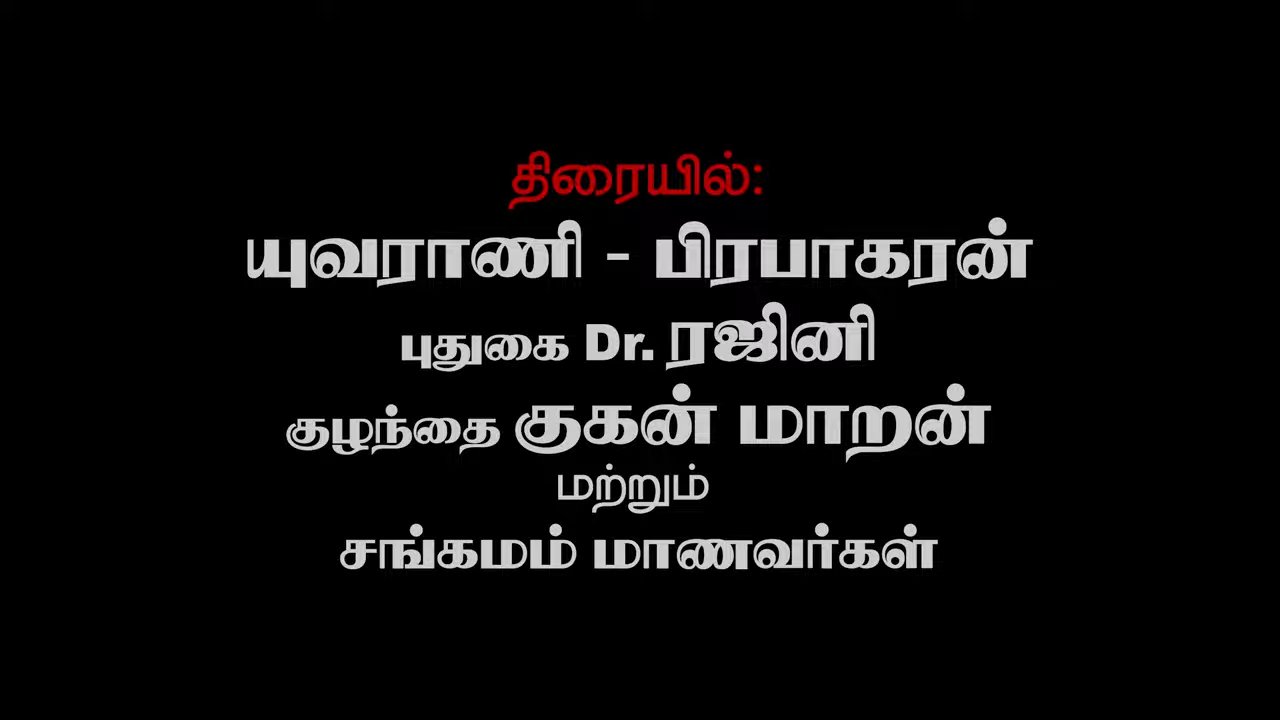 திரையில்:
யுவராணி - பிரபாகரன்
புதுகை Dr. ரஜினி
குழந்தை குகன் மாறன்
மற்றும்
சங்கமம் மாணவர்கள்